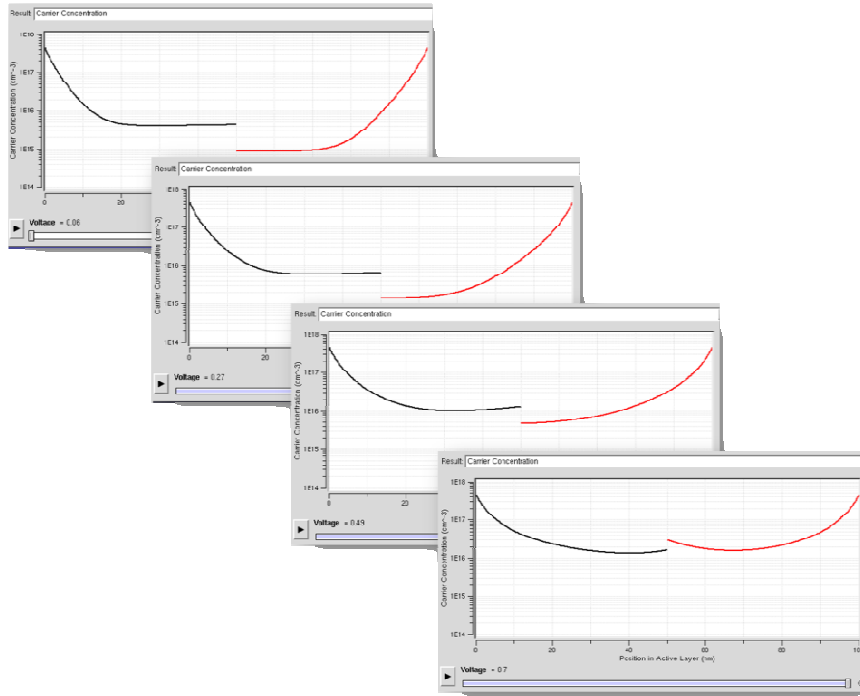 Result: Carrier Concentration
Carrier Concentration (cm^-3)
1E18
1E17
1E16
1E15
1E14
0
20
Voltage = 0.06
Result: Carrier Concentration
Carrier Concentration (cm^-3)
1E18
1E17
1E16
1E15
1E14
0
20
Voltage = 0.27
Result: Carrier Concentration
Carrier Concentration (cm^-3)
1E18
1E17
1E16
1E15
1E14
0
20
Voltage = 0.49
Result: Carrier Concentration
Carrier Concentration (cm^-3)
1E18
1E17
1E16
1E15
1E14
0
20
40
60
80
Position in Active Layer (nm)
Voltage = 0.7